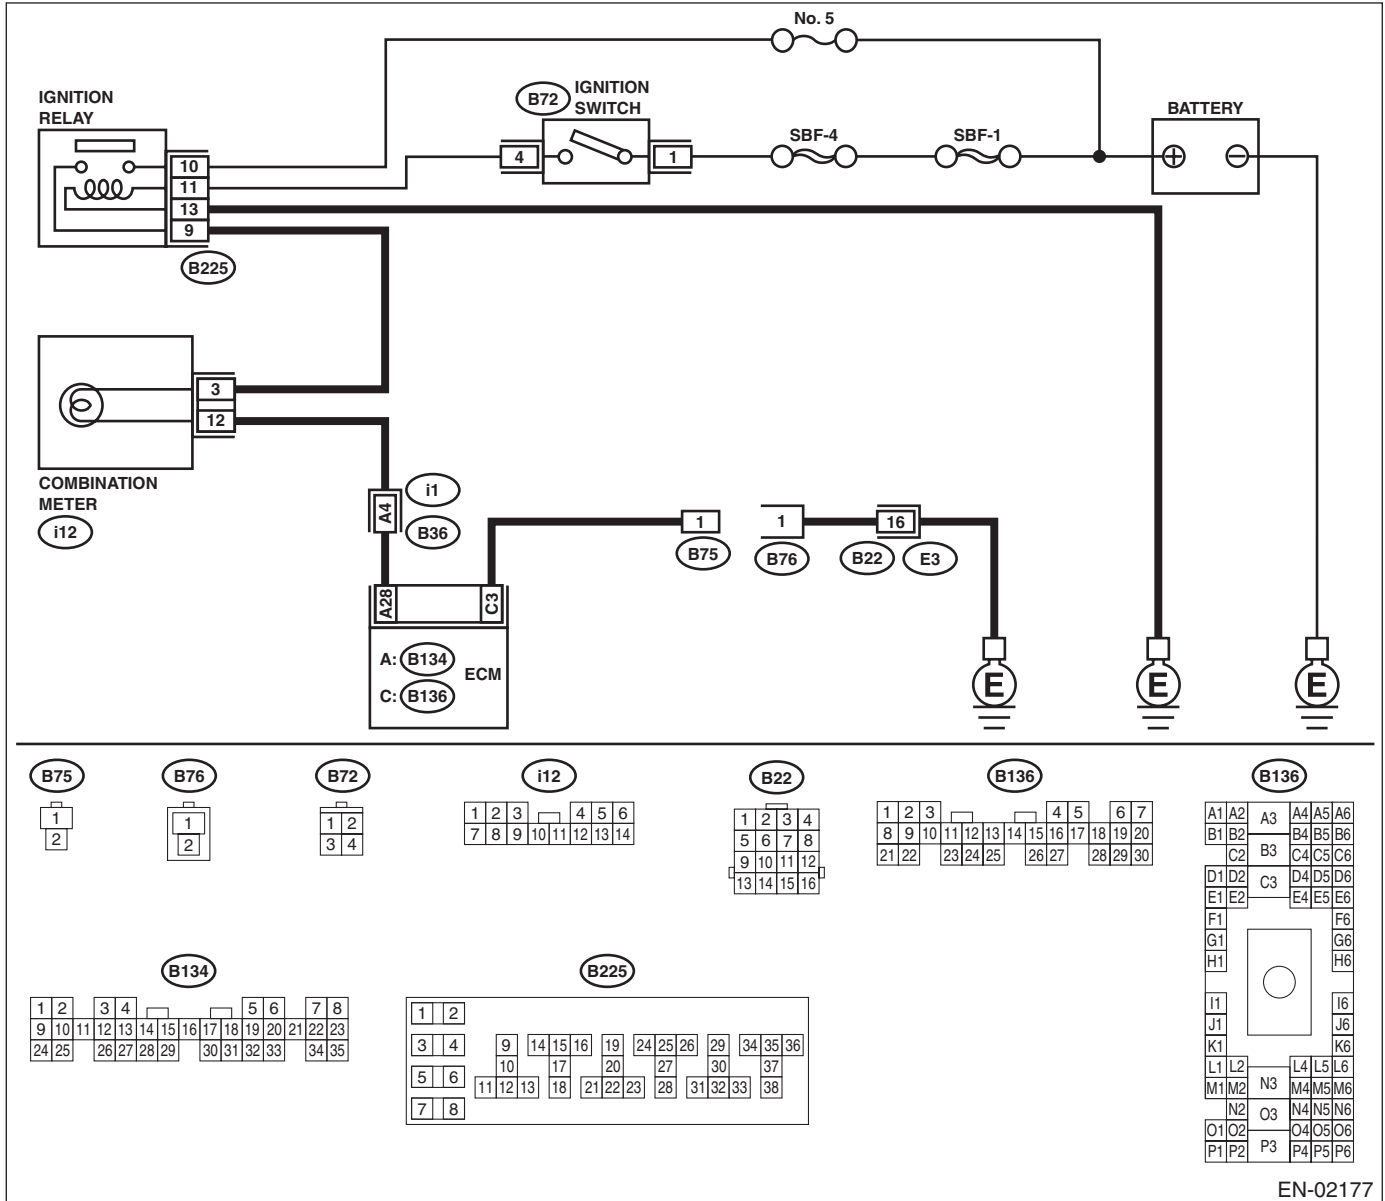 No. 5
IGNITION
RELAY
B72
IGNITION
SWITCH
SBF-4
SBF-1
BATTERY
4
1
10
11
13
9
B225
3
12
COMBINATION
METER
i12
A4
i1
B36
1
B75
1
B76
16
B22
E3
A28
C3
A: B134
ECM
C: B136
E
E
E
B75
1
2
B76
1
2
B72
1 2
3 4
i12
1 2 3 4 5 6
7 8 9 10 11 12 13 14
B22
1 2 3 4
5 6 7 8
9 10 11 12
13 14 15 16
B136
1 2 3 4 5 6 7
8 9 10 11 12 13 14 15 16 17 18 19 20
21 22 23 24 25 26 27 28 29 30
B136
A1 A2 A3 A4 A5 A6
B1 B2 B3 B4 B5 B6
C2 C4 C5 C6
D1 D2 C3 D4 D5 D6
E1 E2 E4 E5 E6
F1 F6
G1 G6
H1 H6
I1 I6
J1 J6
K1 K6
L1 L2 L4 L5 L6
M1 M2 N3 M4 M5 M6
N2 O3 N4 N5 N6
O1 O2 O4 O5 O6
P1 P2 P3 P4 P5 P6
B134
1 2 3 4 5 6 7 8
9 10 11 12 13 14 15 16 17 18 19 20 21 22 23
24 25 26 27 28 29 30 31 32 33 34 35
B225
1 2
3 4 9 14 15 16 19 24 25 26 29 34 35 36
10 17 20 27 30 37
5 6 11 12 13 18 21 22 23 28 31 32 33 38
7 8
EN-02177